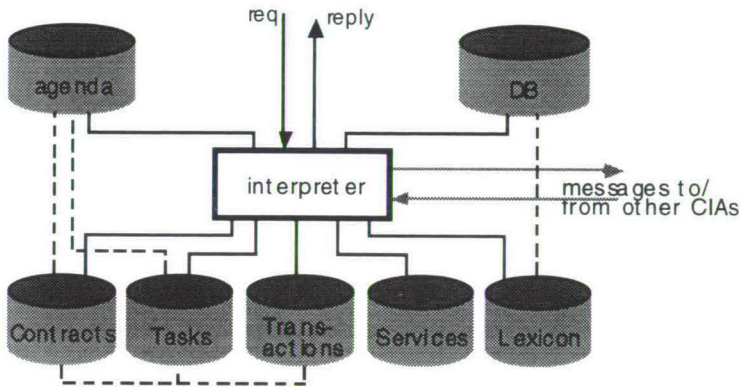 req reply
agenda
DB
interpreter
messages to/
from other CIAs
Contracts
Tasks
Trans-
actions
Services
Lexicon